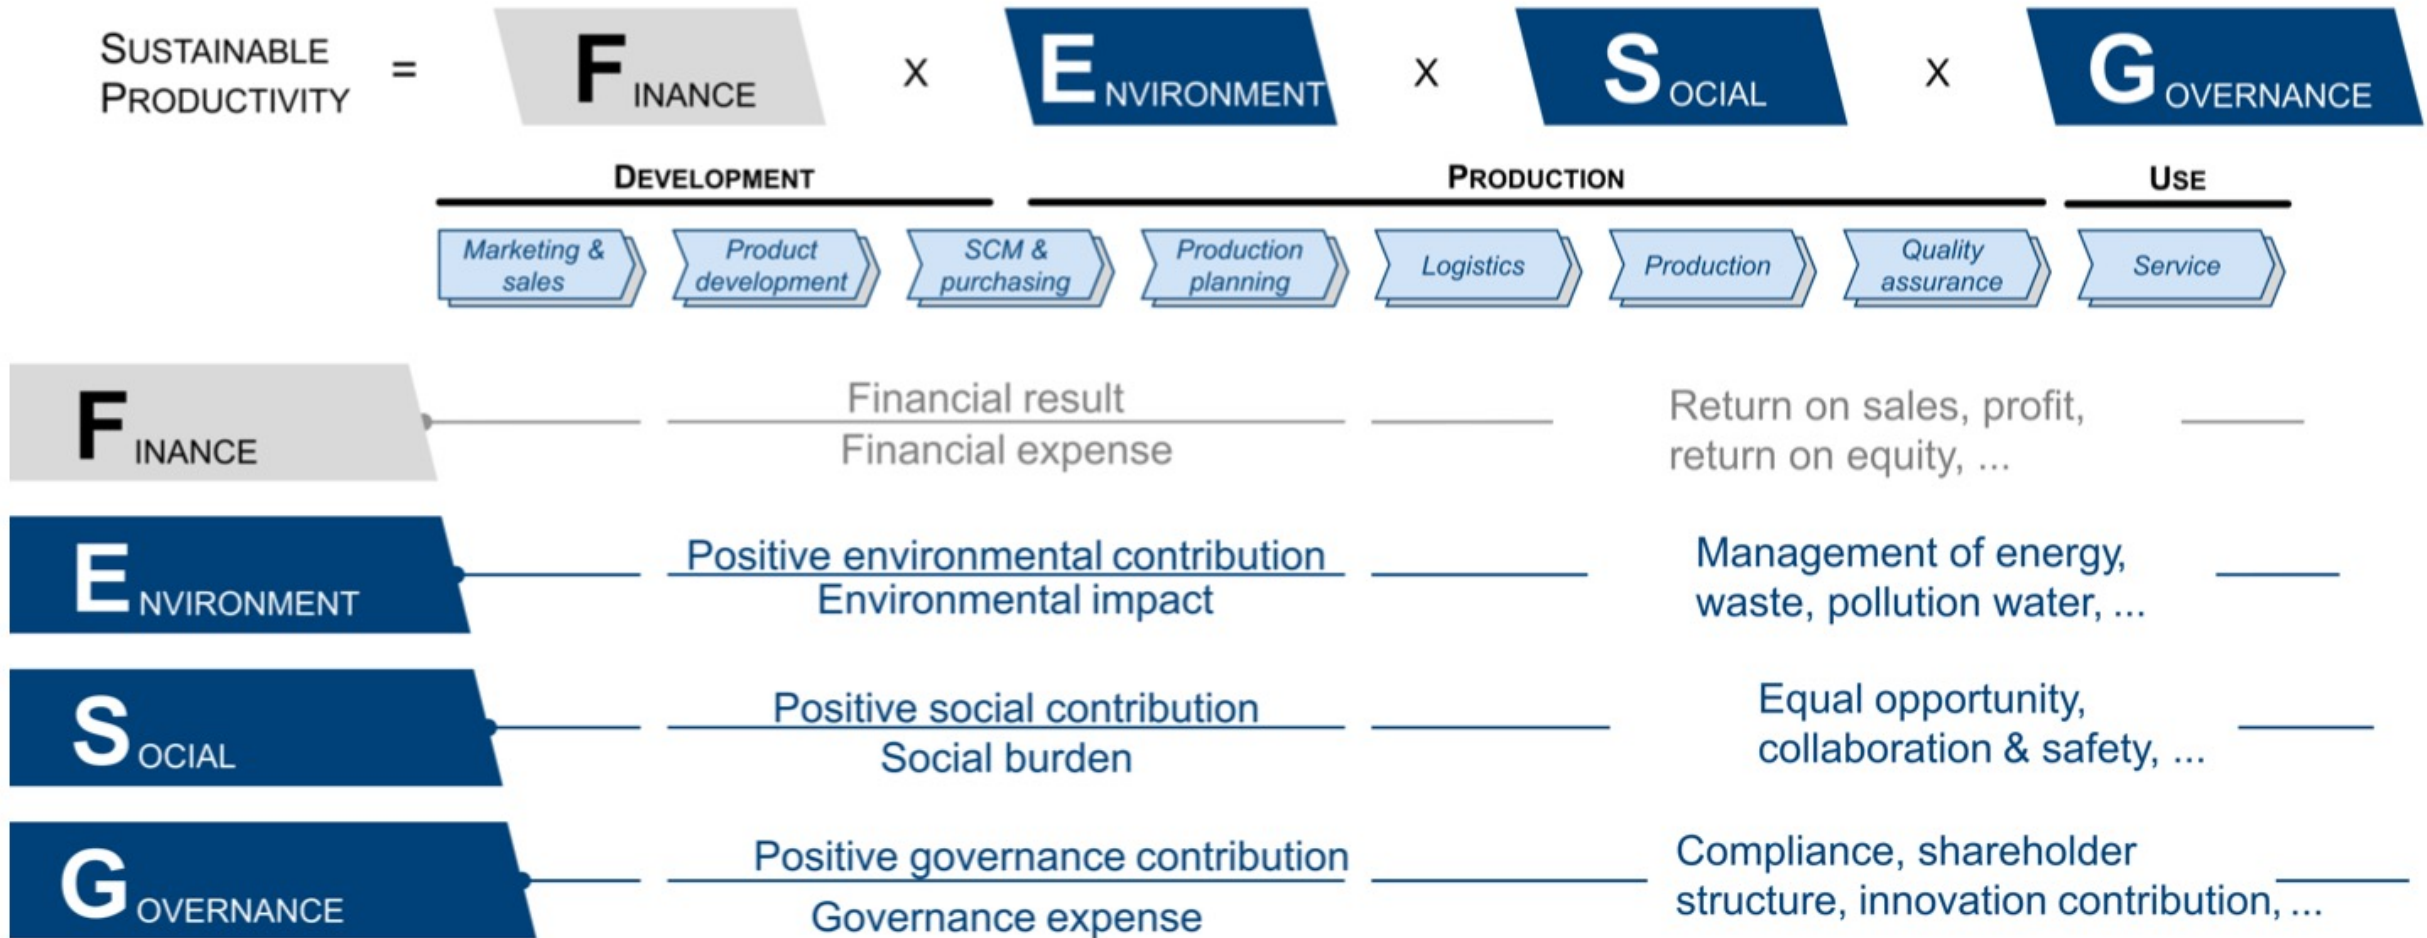 SUSTAINABLE
PRODUCTIVITY
=
FINANCE
X
ENVIRONMENT
X
SOCIAL
X
GOVERNANCE
DEVELOPMENT
PRODUCTION
USE
Marketing &
sales
Product
development
SCM &
purchasing
Production
planning
Logistics
Production
Quality
assurance
Service
FINANCE
Financial result
Financial expense
Return on sales, profit,
return on equity, ...
ENVIRONMENT
Positive environmental contribution
Environmental impact
Management of energy,
waste, pollution water, ...
SOCIAL
Positive social contribution
Social burden
Equal opportunity,
collaboration & safety, ...
GOVERNANCE
Positive governance contribution
Governance expense
Compliance, shareholder
structure, innovation contribution, ...